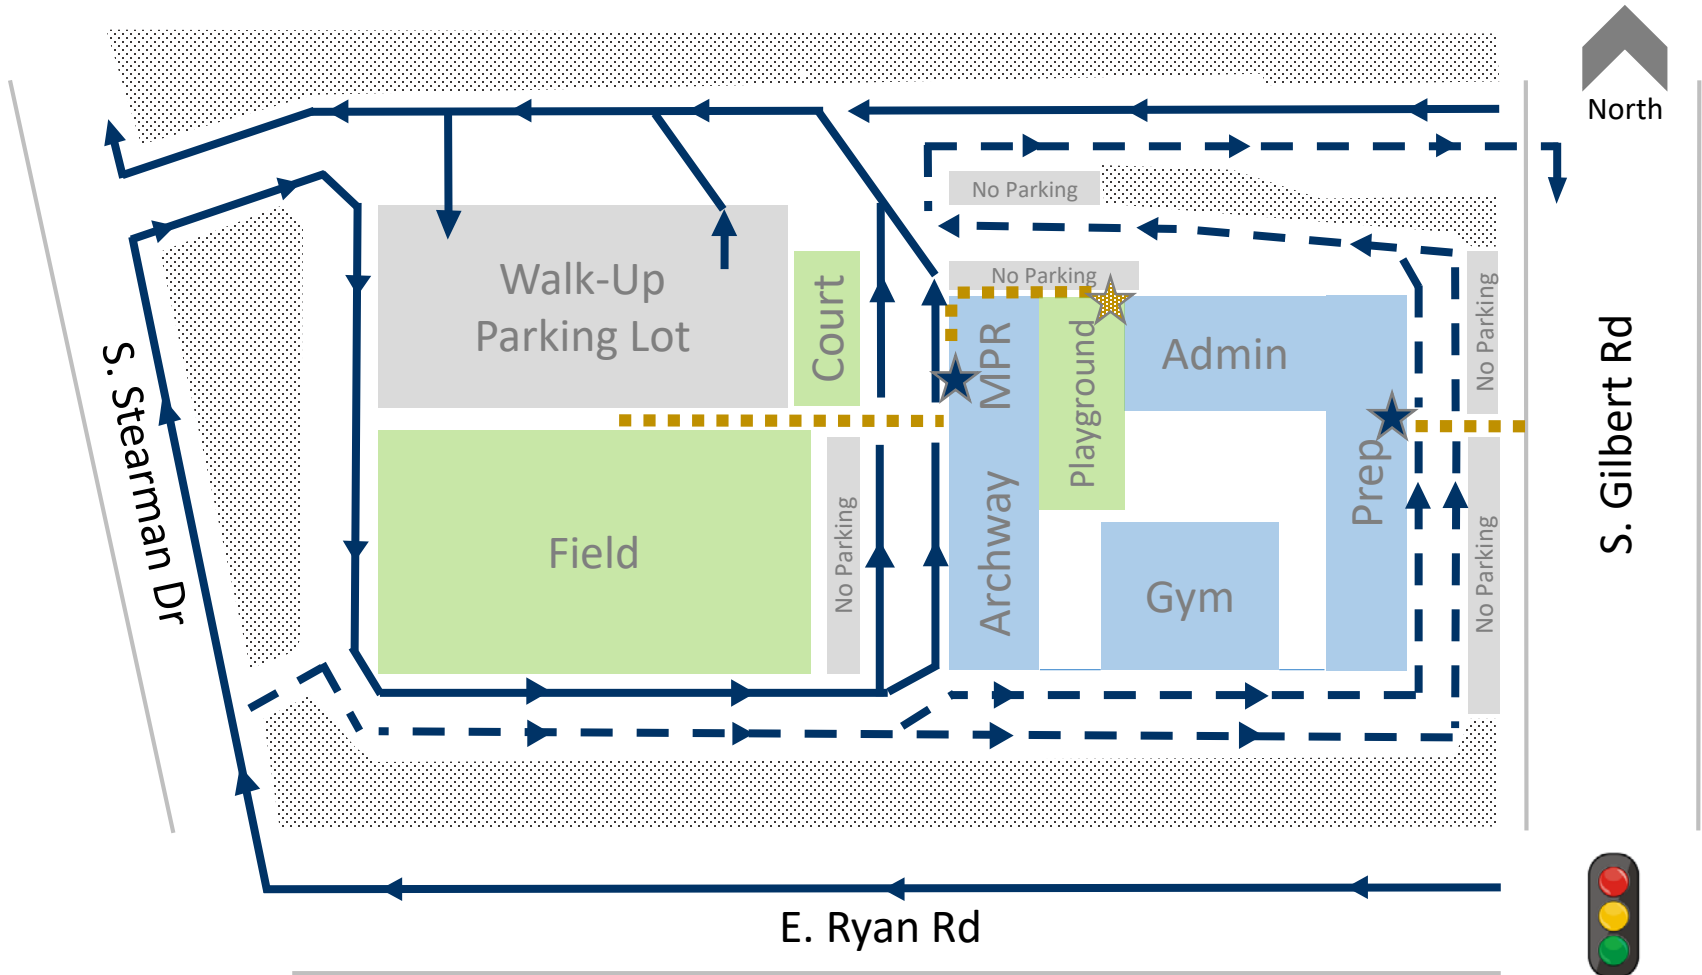 North
No Parking
Walk-Up
Parking Lot
Court
No Parking
MPR
Playground
Admin
No Parking
S. Stearman Dr
S. Gilbert Rd
Field
No Parking
Archway
Gym
Prep
No Parking
E. Ryan Rd